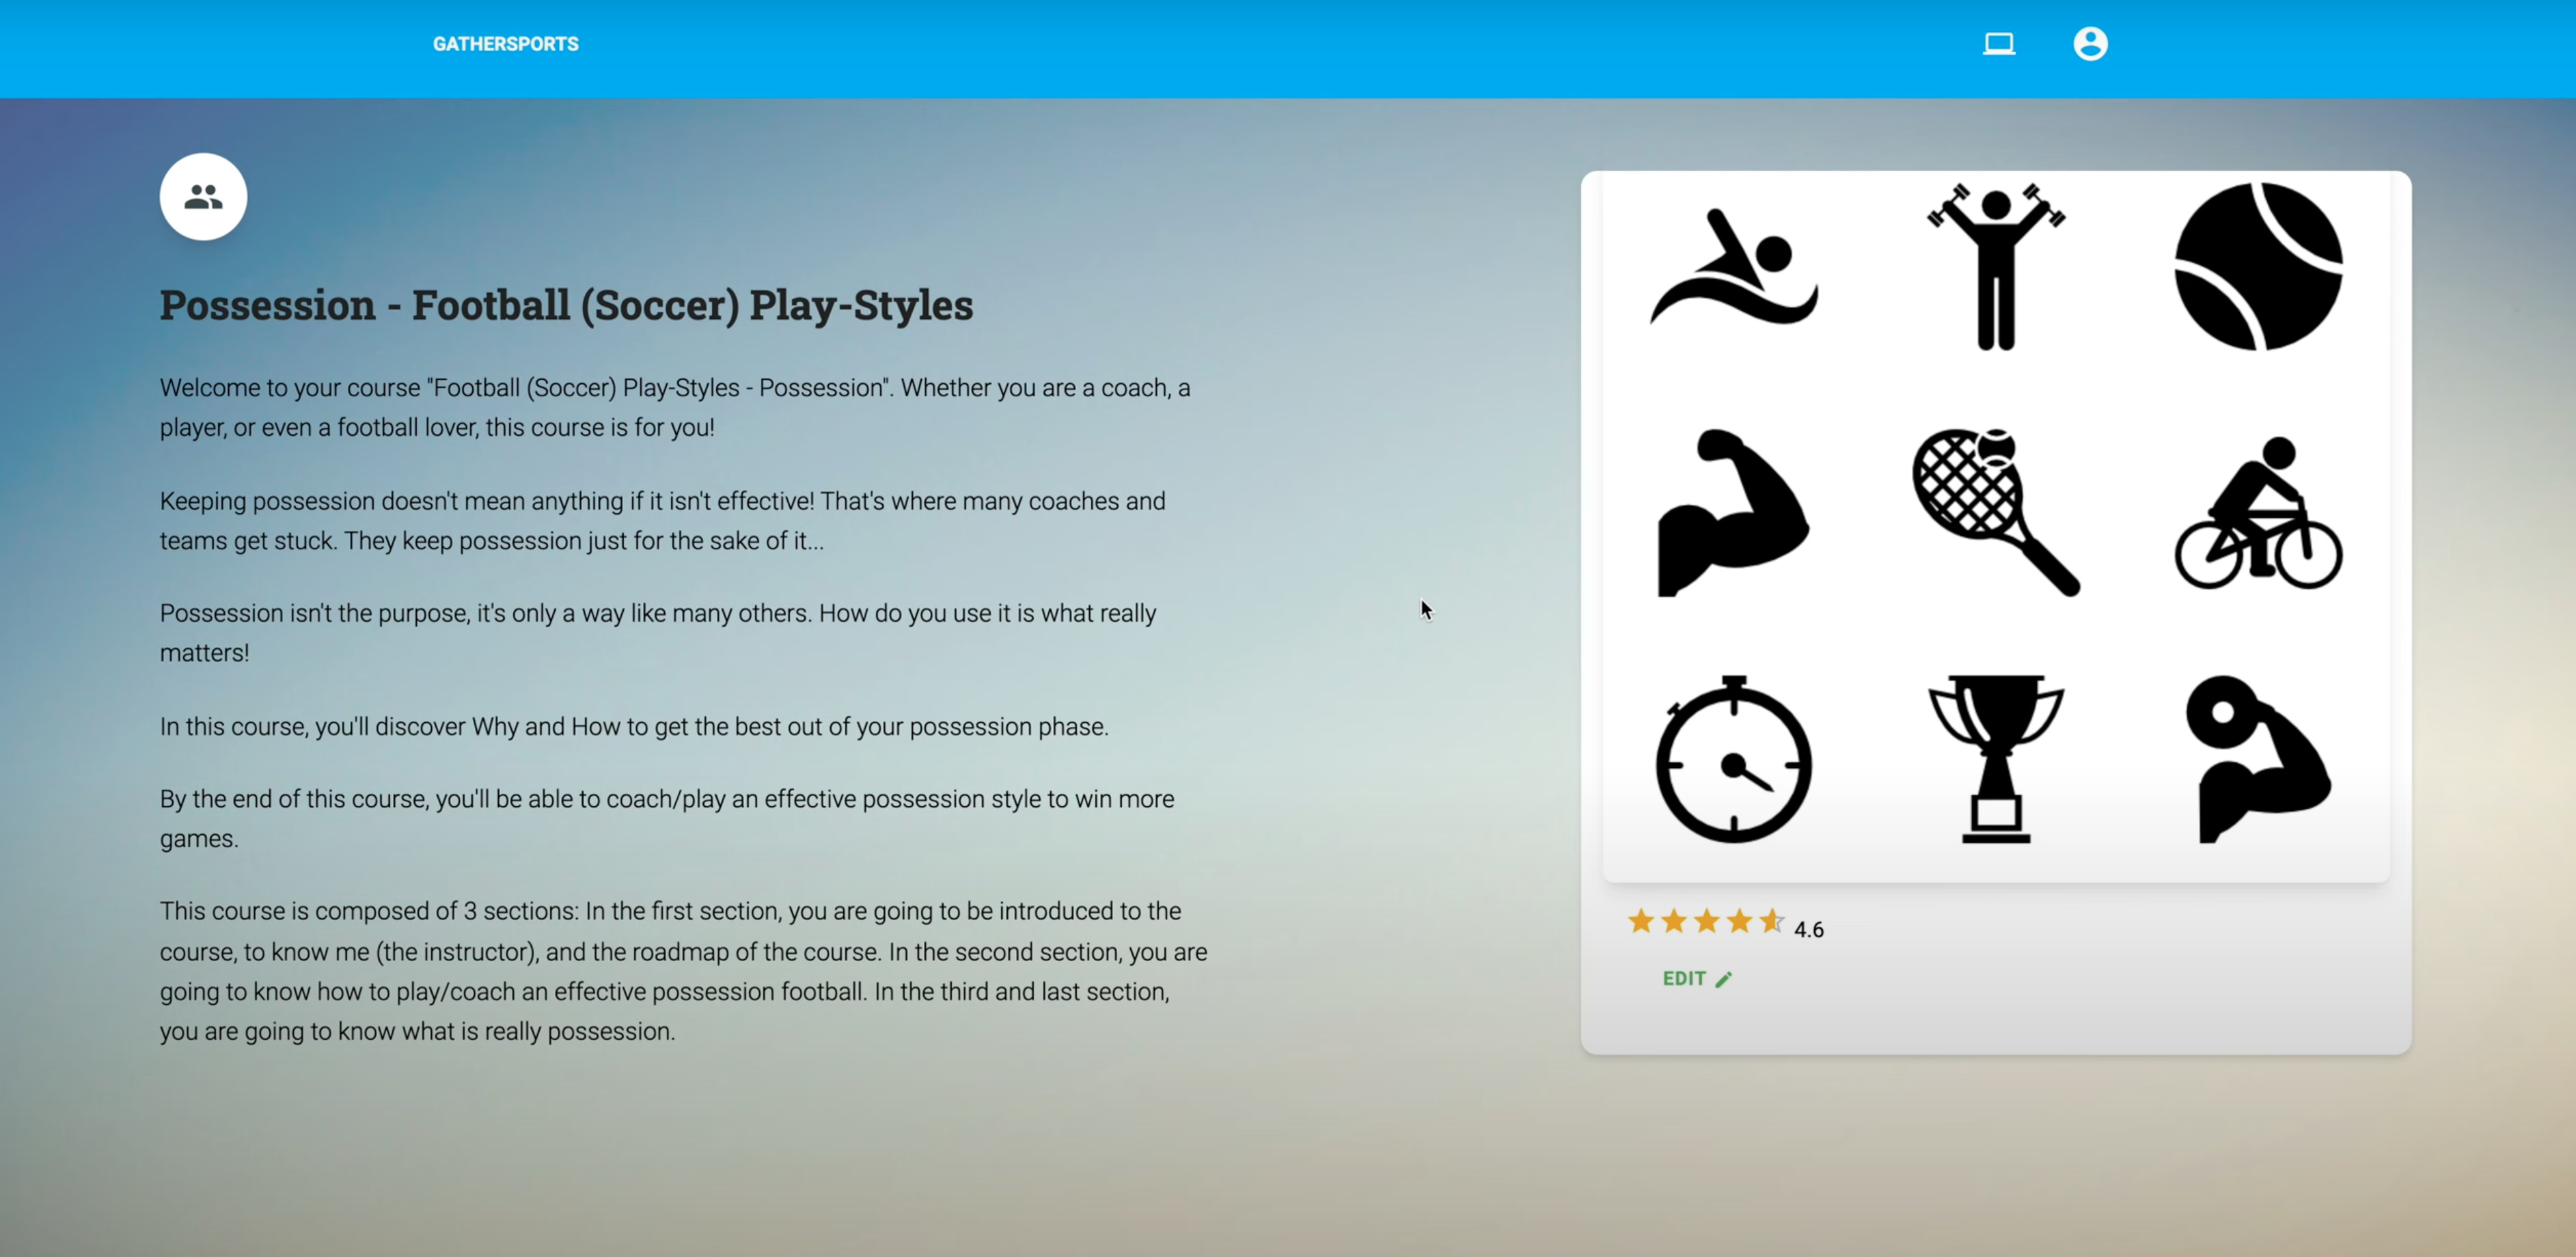 GATHERSPORTS
Possession - Football (Soccer) Play-Styles
Welcome to your course "Football (Soccer) Play-Styles - Possession". Whether you are a coach, a
player, or even a football lover, this course is for you!
Keeping possession doesn't mean anything if it isn't effective! That's where many coaches and
teams get stuck. They keep possession just for the sake of it...
Possession isn't the purpose, it's only a way like many others. How do you use it is what really
matters!
In this course, you'll discover Why and How to get the best out of your possession phase.
By the end of this course, you'll be able to coach/play an effective possession style to win more
games.
This course is composed of 3 sections: In the first section, you are going to be introduced to the
course, to know me (the instructor), and the roadmap of the course. In the second section, you are
going to know how to play/coach an effective possession football. In the third and last section,
you are going to know what is really possession.
4.6
EDIT